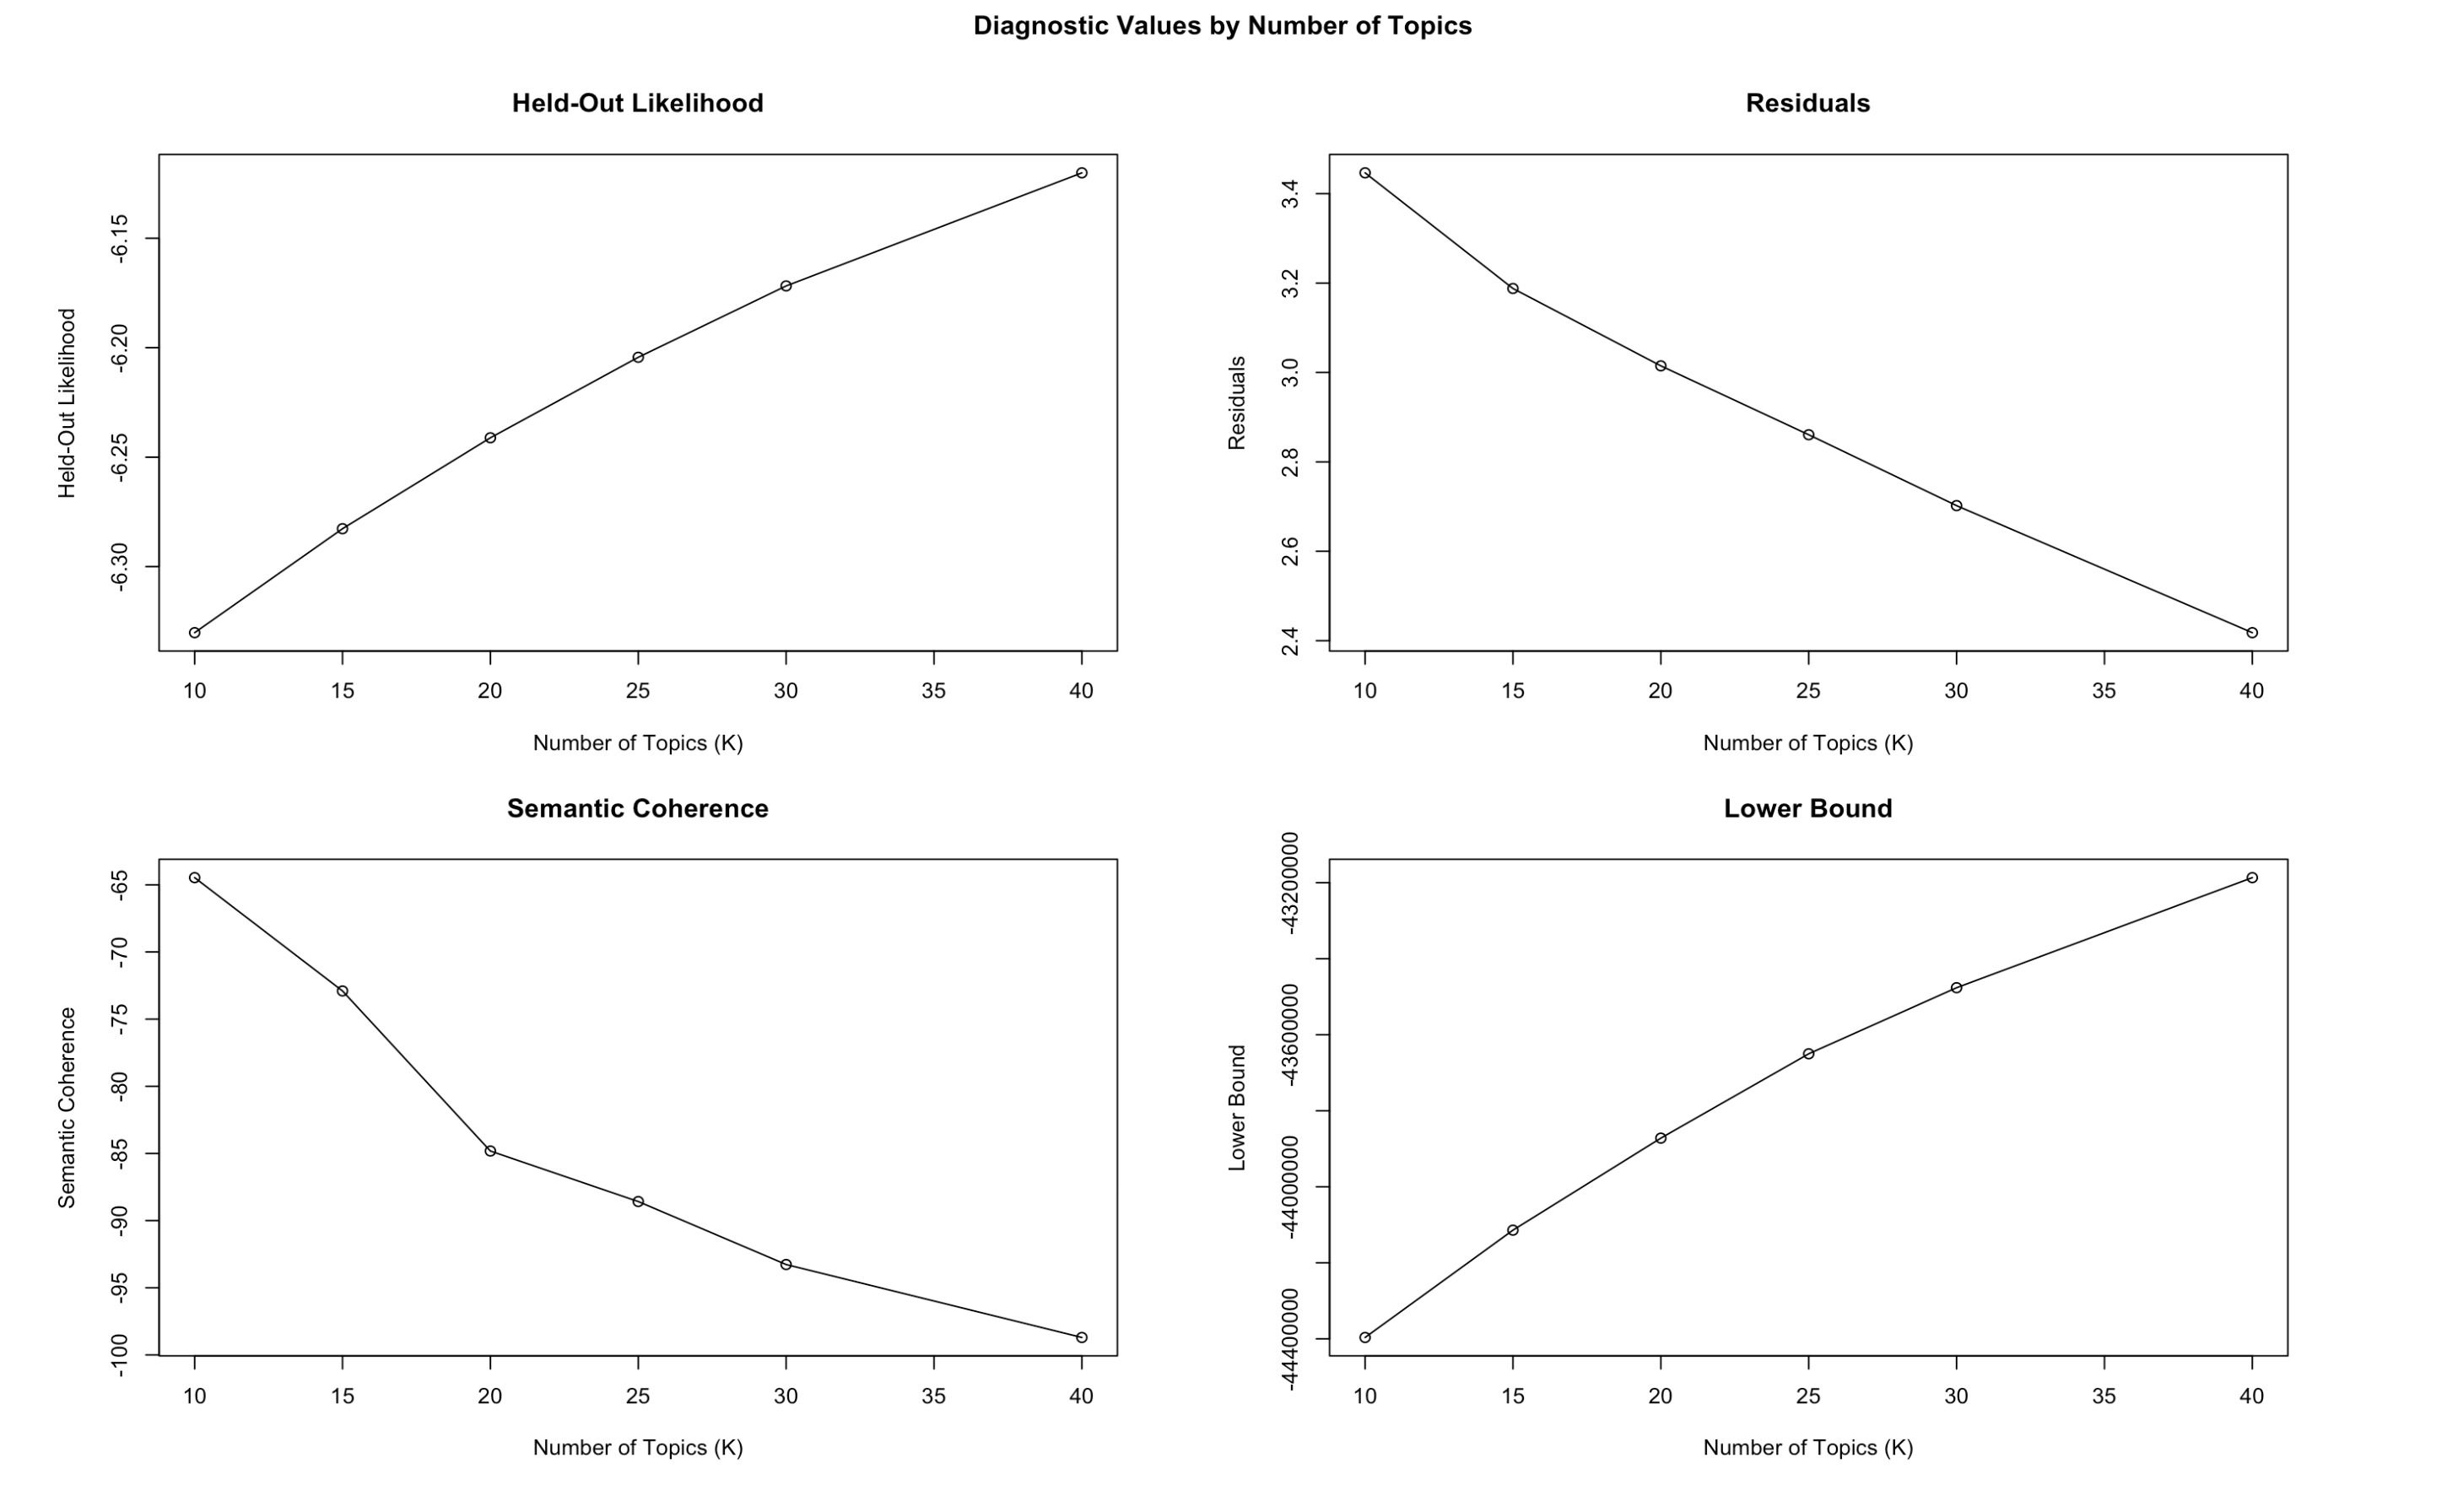 Diagnostic Values by Number of Topics
Held-Out Likelihood
Held-Out Likelihood
-6.15
-6.20
-6.25
-6.30
10 15 20 25 30 35 40
Number of Topics (K)
Residuals
Residuals
3.4
3.2
3.0
2.8
2.6
2.4
10 15 20 25 30 35 40
Number of Topics (K)
Semantic Coherence
Semantic Coherence
-65
-70
-75
-80
-85
-90
-95
-100
10 15 20 25 30 35 40
Number of Topics (K)
Lower Bound
Lower Bound
-43200000
-43600000
-44000000
-44400000
10 15 20 25 30 35 40
Number of Topics (K)